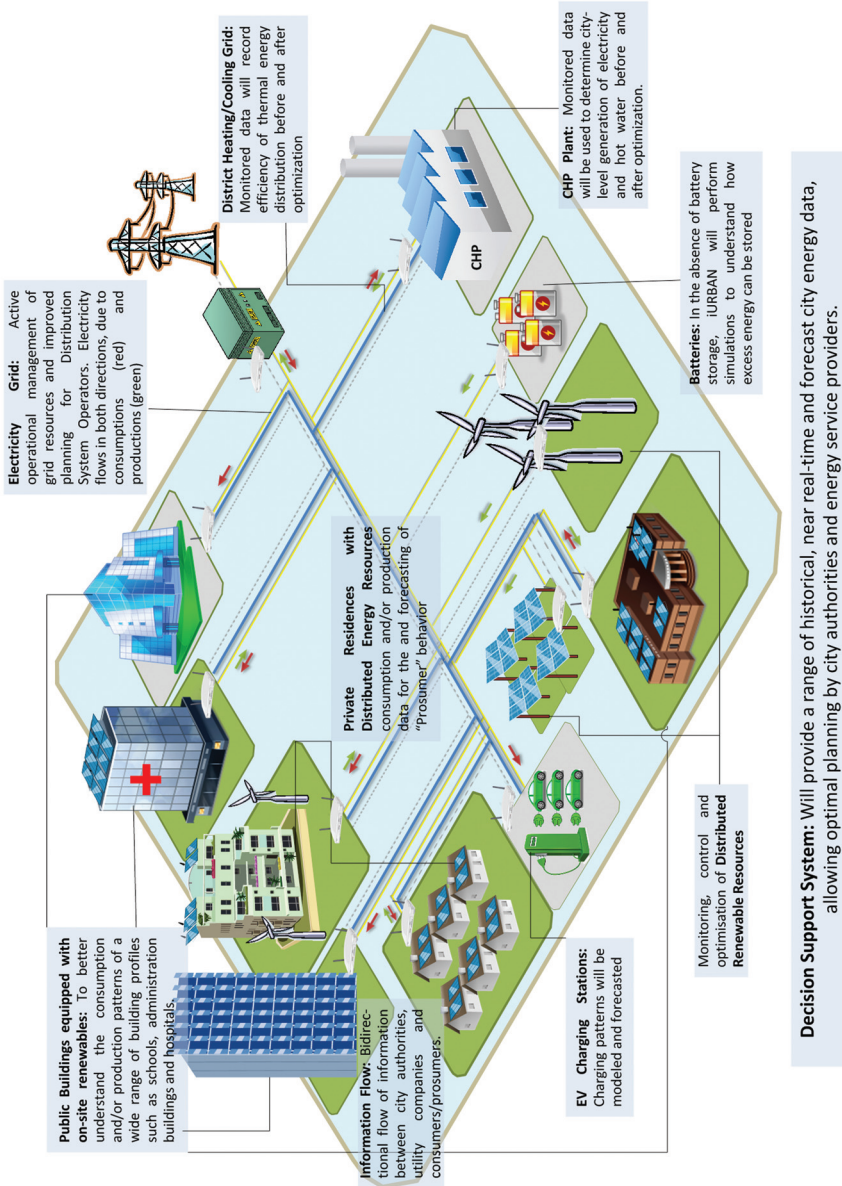 Public Buildings equipped with
on-site renewables: To better
understand the consumption
and/or production patterns of a
wide range of building profiles
such as schools, administration
buildings and hospitals.
Electricity Grid: Active
operational management of
grid resources and improved
planning for Distribution
System Operators. Electricity
flows in both directions, due to
consumptions (red) and
productions (green)
District Heating/Cooling Grid:
Monitored data will record
efficiency of thermal energy
distribution before and after
optimization
Private Residences with
Distributed Energy Resources
consumption and/or production
data for the and forecasting of
“Prosumer” behavior
Information Flow: Bidirec-
tional flow of information
between city authorities,
utility companies and
consumers/prosumers.
CHP
CHP Plant: Monitored data
will be used to determine city-
level generation of electricity
and hot water before and
after optimization.
EV Charging Stations:
Charging patterns will be
modeled and forecasted
Monitoring, control and
optimisation of Distributed
Renewable Resources
Batteries: In the absence of battery
storage, iURBAN will perform
simulations to understand how
excess energy can be stored
Decision Support System: Will provide a range of historical, near real-time and forecast city energy data,
allowing optimal planning by city authorities and energy service providers.